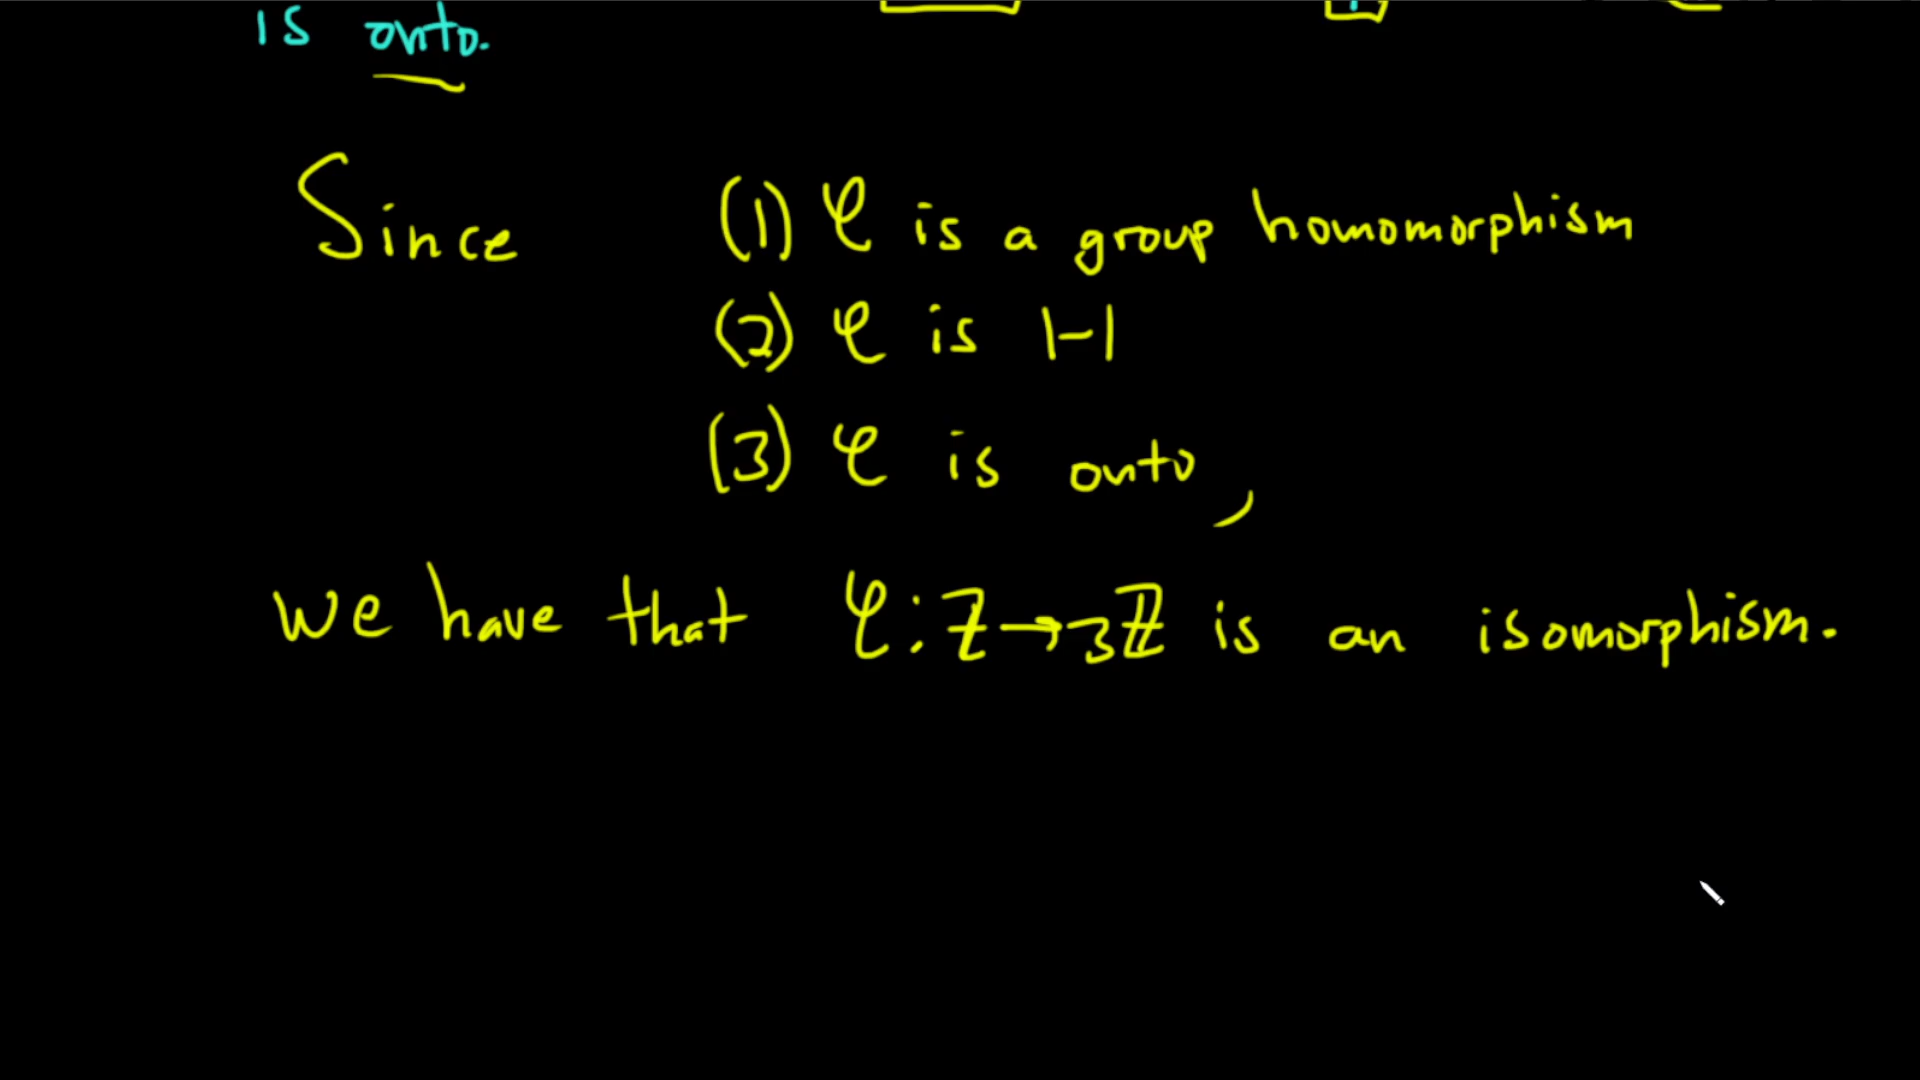 is onto.
Since (1) φ is a group homomorphism
(2) φ is 1-1
(3) φ is onto,
we have that φ: Z → 3Z is an isomorphism.